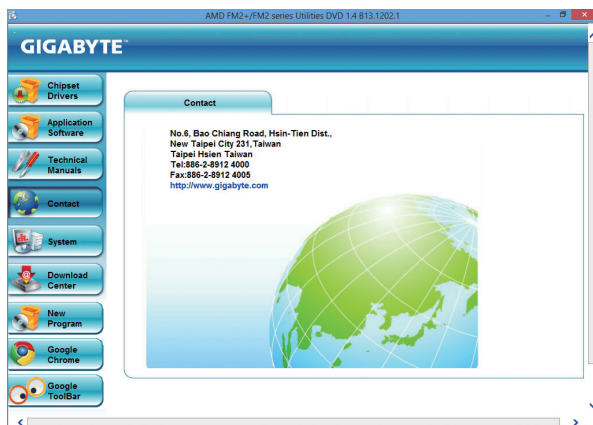 AMD FM2+/FM2 series Utilities DVD 1.4 B13.1202.1
GIGABYTE™
Chipset
Drivers
Application
Software
Technical
Manuals
Contact
System
Download
Center
New
Program
Google
Chrome
Google
ToolBar
Contact
No.6, Bao Chiang Road, Hsin-Tien Dist.,
New Taipei City 231,Taiwan
Taipei Hsien Taiwan
Tel:886-2-8912 4000
Fax:886-2-8912 4005
http://www.gigabyte.com